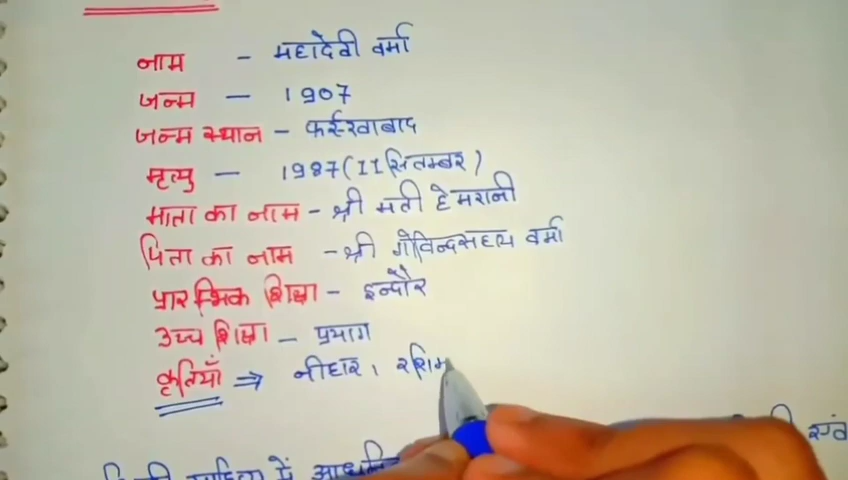 नाम - महादेवी वर्मा
जन्म - 1907
जन्म स्थान - फर्रुखाबाद
मृत्यु - 1987 (11 सितम्बर)
माता का नाम - श्री मती हेमरानी
पिता का नाम - श्री गोविन्दसहाय वर्मा
प्रारम्भिक शिक्षा - इन्दौर
उच्च शिक्षा - प्रयाग
कृतियाँ ⇒ नीहार, रश्मि
हिन्दी साहित्य में एवं